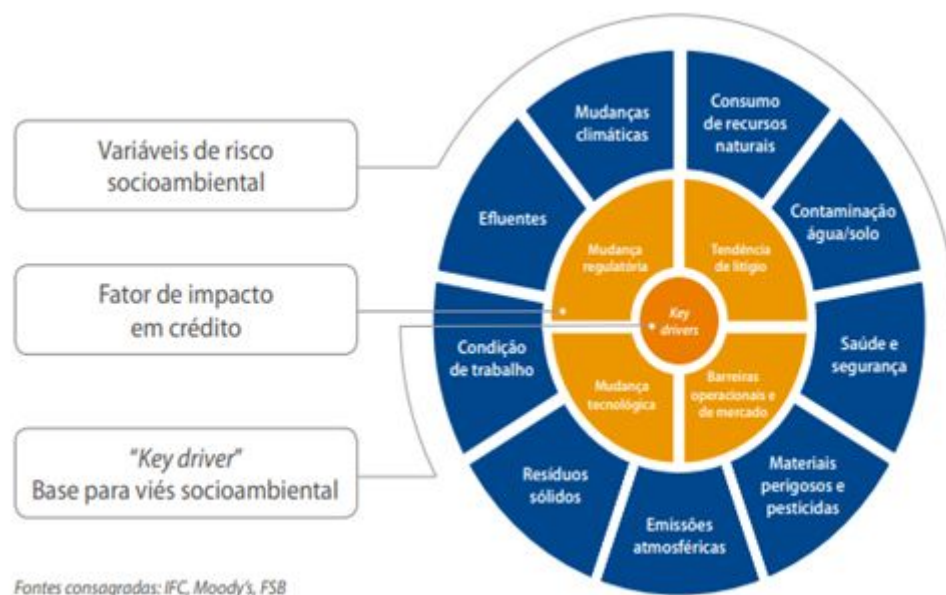 Variáveis de risco
socioambiental
Fator de impacto
em crédito
"Key driver"
Base para viés socioambiental
Fontes consagradas: IFC, Moody's, FSB
Mudanças
climáticas
Consumo
de recursos
naturais
Contaminação
água/solo
Saúde e
segurança
Materiais
perigosos e
pesticidas
Emissões
atmosféricas
Resíduos
sólidos
Condição
de trabalho
Efluentes
Mudança
regulatória
Tendência
de litígio
Barreiras
operacionais e
de mercado
Mudança
tecnológica
Key
drivers